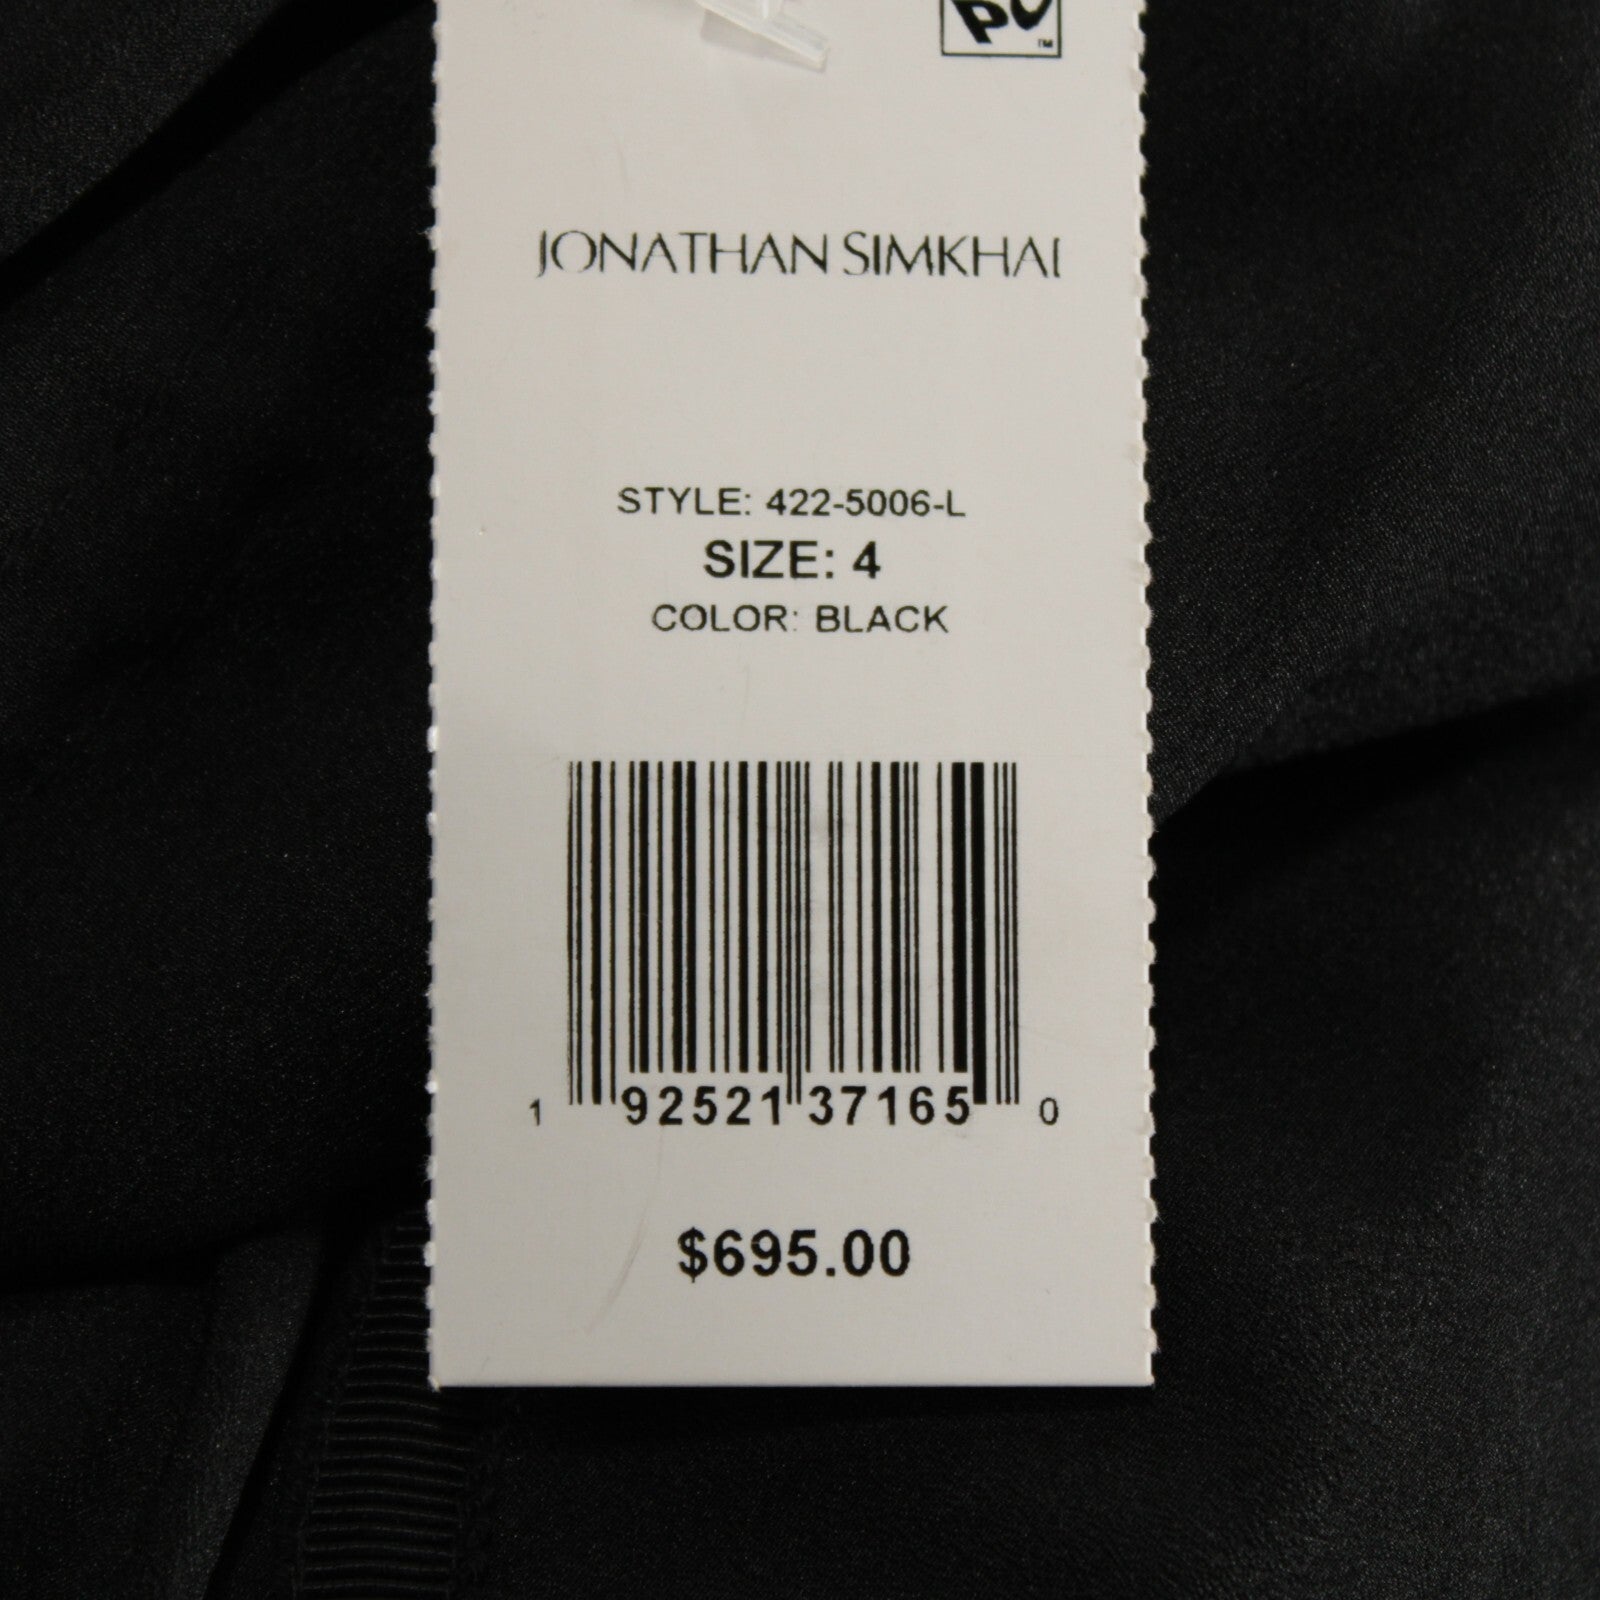 JONATHAN SIMKHAI
STYLE: 422-5006-L
SIZE: 4
COLOR: BLACK
1 92521 37165 0
$695.00